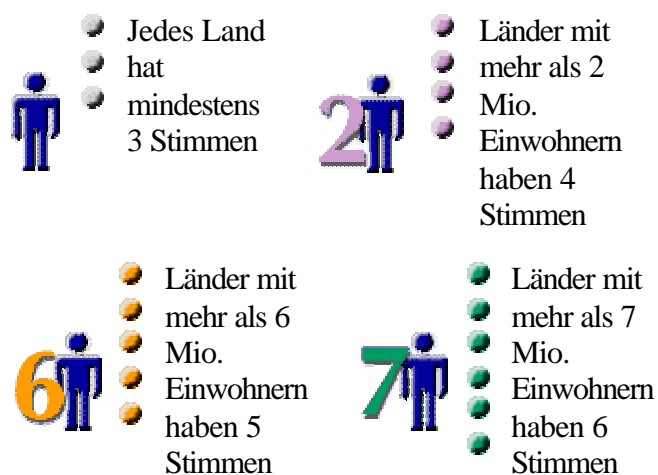 Jedes Land
hat
mindestens
3 Stimmen
2
Länder mit
mehr als 2
Mio.
Einwohnern
haben 4
Stimmen
6
Länder mit
mehr als 6
Mio.
Einwohnern
haben 5
Stimmen
7
Länder mit
mehr als 7
Mio.
Einwohnern
haben 6
Stimmen